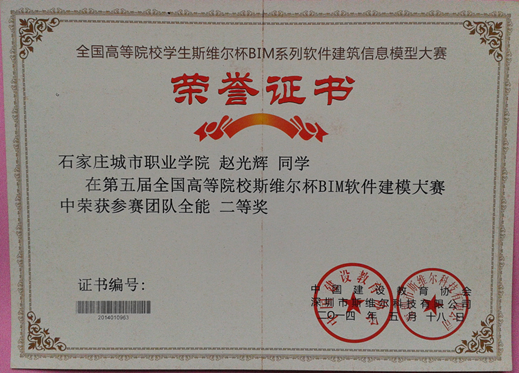 全国高等院校学生斯维尔杯BIM系列软件建筑信息模型大赛
荣誉证书
石家庄城市职业学院 赵光辉 同学
在第五届全国高等院校斯维尔杯BIM软件建模大赛
中荣获参赛团队全能 二等奖
证书编号:
2014010983
中国建设教育协会
深圳市斯维尔科技有限公司
二〇一四年五月十八日